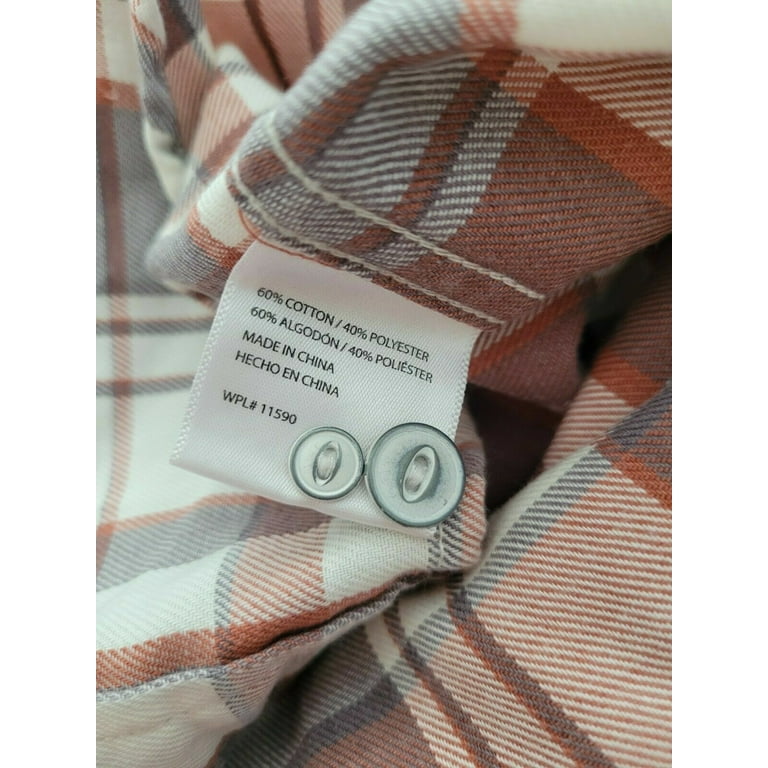 60% COTTON / 40% POLYESTER
60% ALGODÓN / 40% POLIÉSTER
MADE IN CHINA
HECHO EN CHINA
WPL# 11590